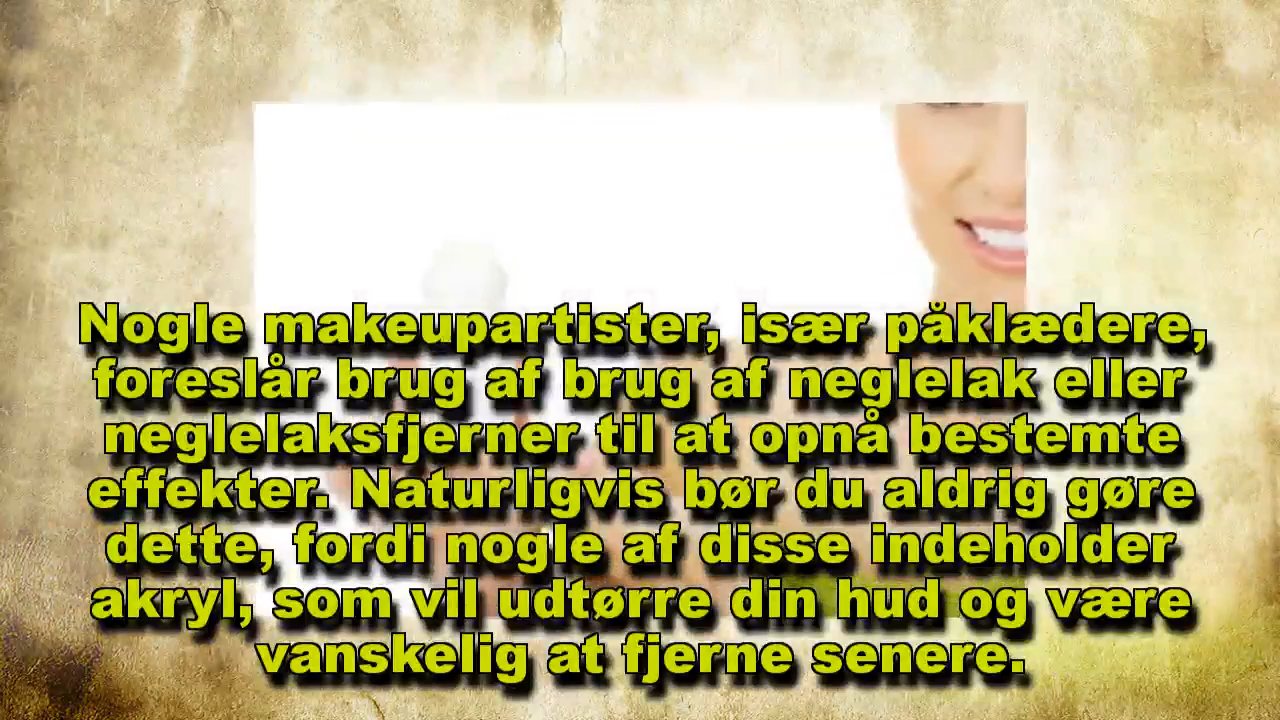 Nogle makeupartister, især påklædere,
foreslår brug af brug af neglelak eller
neglelaksfjerner til at opnå bestemte
effekter. Naturligvis bør du aldrig gøre
dette, fordi nogle af disse indeholder
akryl, som vil udtørre din hud og være
vanskelig at fjerne senere.